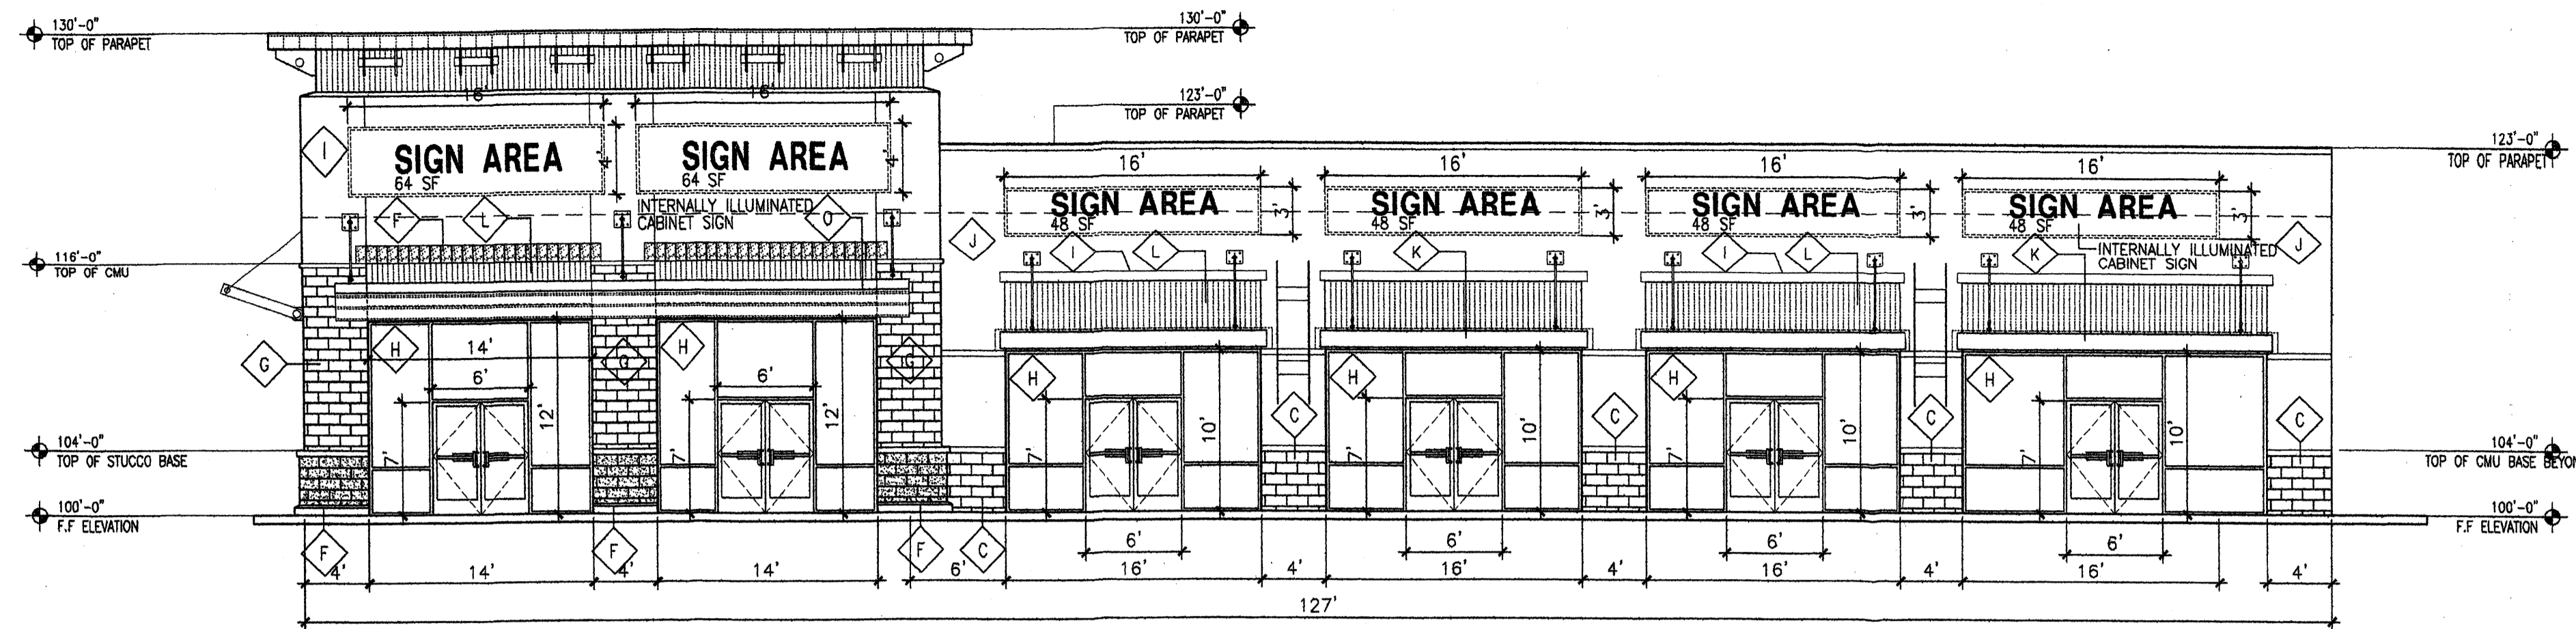 130'-0"
TOP OF PARAPET
130'-0"
TOP OF PARAPET
123'-0"
TOP OF PARAPET
123'-0"
TOP OF PARAPET
16'
16'
16'
16'
16'
16'
I
SIGN AREA
64 SF
4'
SIGN AREA
64 SF
4'
INTERNALLY ILLUMINATED
CABINET SIGN
SIGN AREA
48 SF
3'
SIGN AREA
48 SF
3'
SIGN AREA
48 SF
3'
SIGN AREA
48 SF
3'
INTERNALLY ILLUMINATED
CABINET SIGN
F
L
O
J
I
L
K
I
L
K
J
116'-0"
TOP OF CMU
G
H
14'
6'
7'
12'
G
H
6'
7'
12'
G
H
7'
10'
C
H
7'
10'
C
H
7'
10'
C
H
7'
10'
C
104'-0"
TOP OF STUCCO BASE
104'-0"
TOP OF CMU BASE BEYON
100'-0"
F.F ELEVATION
100'-0"
F.F ELEVATION
F
F
F
C
6'
6'
6'
6'
4'
14'
4'
14'
6'
16'
4'
16'
4'
16'
4'
16'
4'
127'